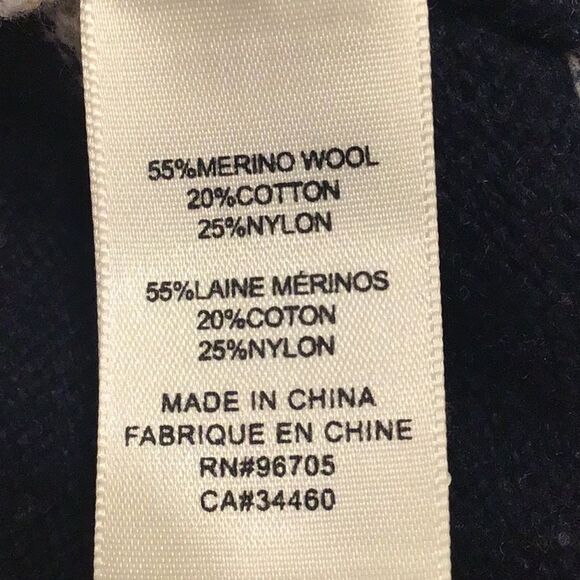 55%MERINO WOOL
20%COTTON
25%NYLON
55%LAINE MÉRINOS
20%COTON
25%NYLON
MADE IN CHINA
FABRIQUE EN CHINE
RN#96705
CA#34460